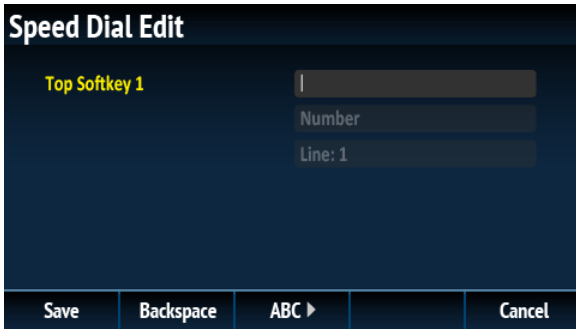 Speed Dial Edit
Top Softkey 1
Number
Line: 1
Save Backspace ABC Cancel